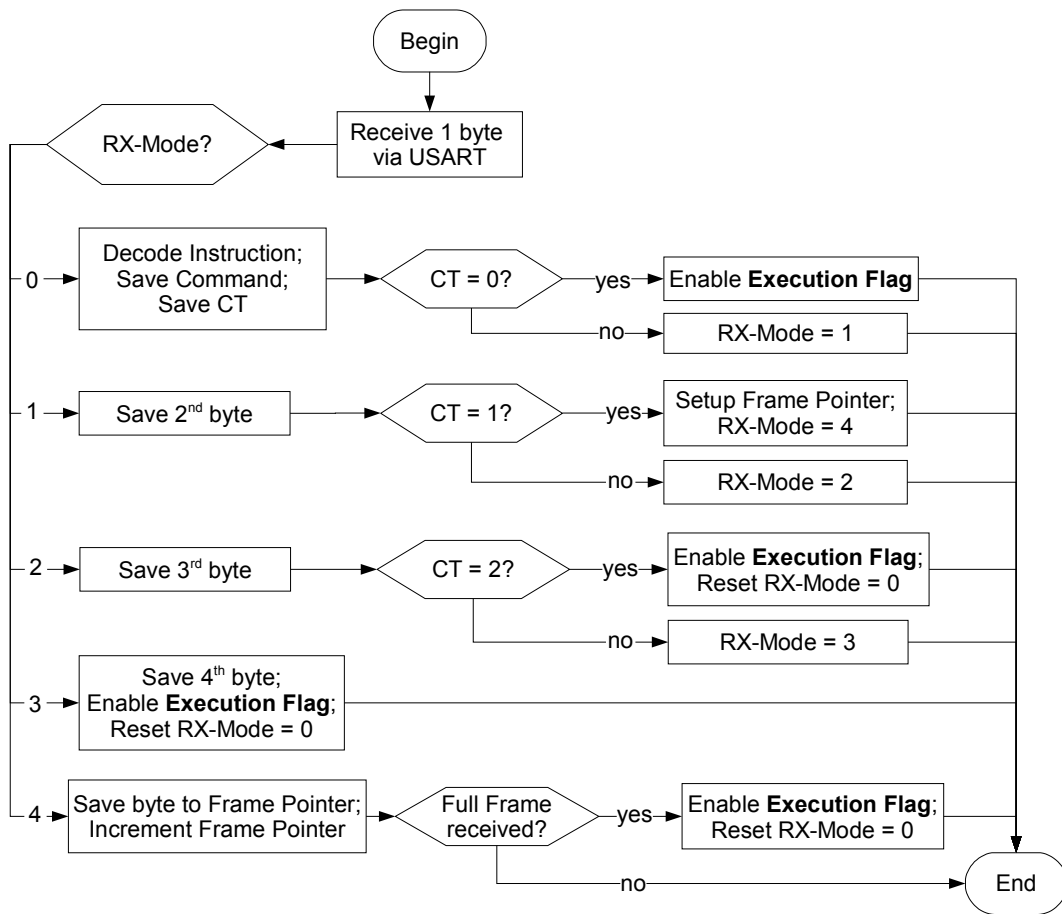 Begin
Receive 1 byte
via USART
RX-Mode?
0
Decode Instruction;
Save Command;
Save CT
CT = 0?
yes
Enable Execution Flag
no
RX-Mode = 1
1
Save 2nd byte
CT = 1?
yes
Setup Frame Pointer;
RX-Mode = 4
no
RX-Mode = 2
2
Save 3rd byte
CT = 2?
yes
Enable Execution Flag;
Reset RX-Mode = 0
no
RX-Mode = 3
3
Save 4th byte;
Enable Execution Flag;
Reset RX-Mode = 0
4
Save byte to Frame Pointer;
Increment Frame Pointer
Full Frame
received?
yes
Enable Execution Flag;
Reset RX-Mode = 0
no
End